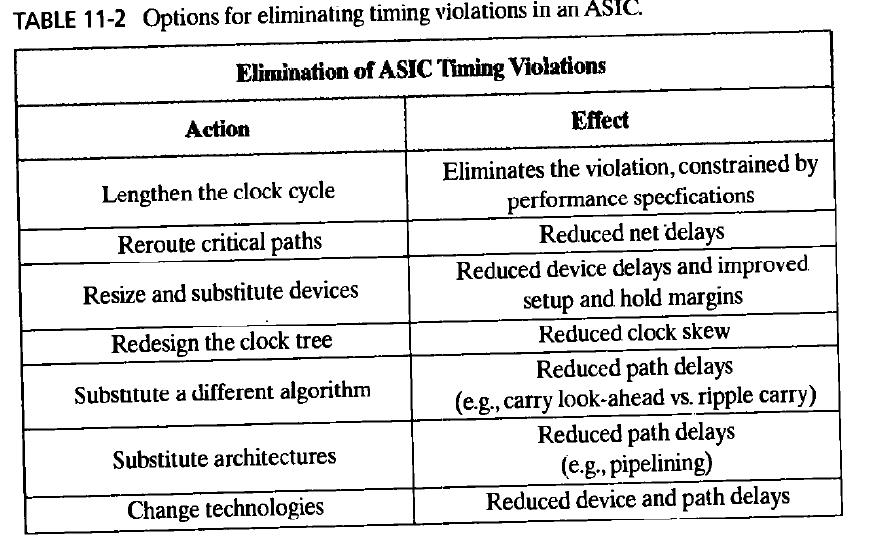 TABLE 11-2 Options for eliminating timing violations in an ASIC.
Elimination of ASIC Timing Violations
Action
Effect
Lengthen the clock cycle
Eliminates the violation, constrained by
performance specfications
Reroute critical paths
Reduced net delays
Resize and substitute devices
Reduced device delays and improved
setup and hold margins
Redesign the clock tree
Reduced clock skew
Substitute a different algorithm
Reduced path delays
(e.g., carry look-ahead vs. ripple carry)
Substitute architectures
Reduced path delays
(e.g., pipelining)
Change technologies
Reduced device and path delays